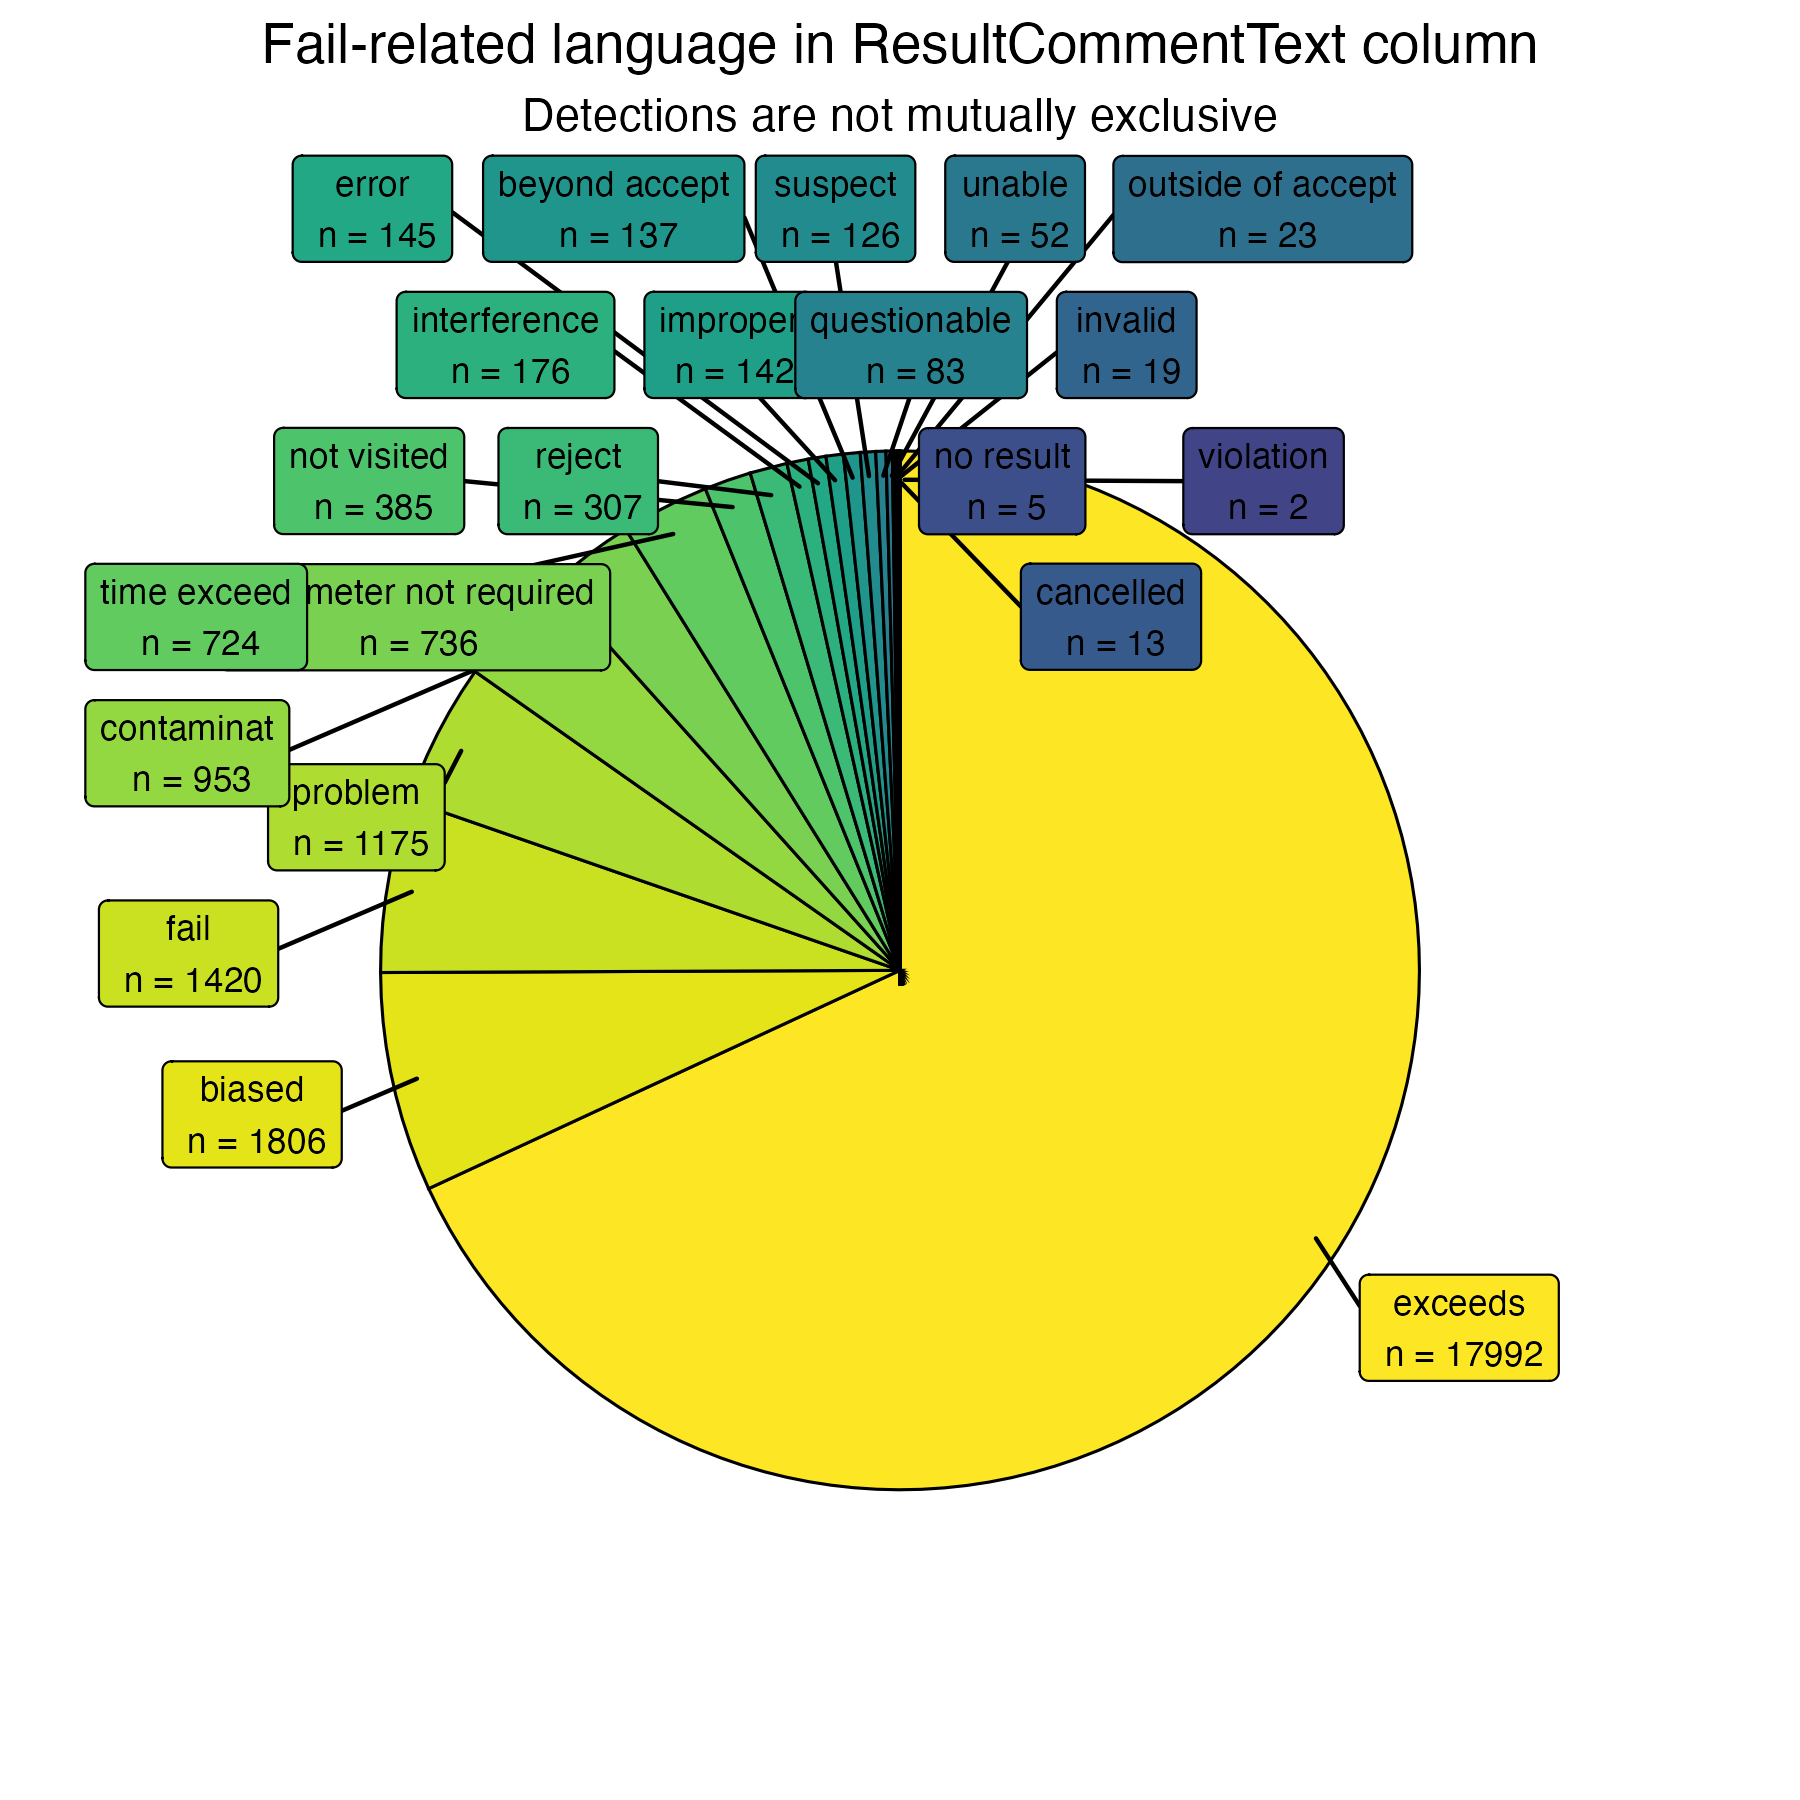 Fail-related language in ResultCommentText column
Detections are not mutually exclusive
error
n = 145
beyond accept
n = 137
suspect
n = 126
unable
n = 52
outside of accept
n = 23
interference
n = 176
improper
n = 142
questionable
n = 83
invalid
n = 19
not visited
n = 385
reject
n = 307
no result
n = 5
violation
n = 2
time exceed
n = 724
meter not required
n = 736
cancelled
n = 13
contaminat
n = 953
problem
n = 1175
fail
n = 1420
biased
n = 1806
exceeds
n = 17992